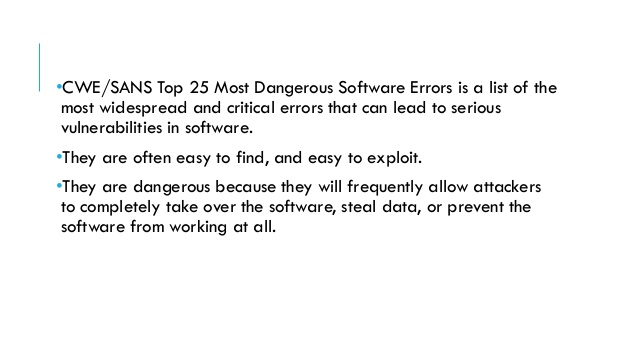 •CWE/SANS Top 25 Most Dangerous Software Errors is a list of the
most widespread and critical errors that can lead to serious
vulnerabilities in software.
•They are often easy to find, and easy to exploit.
•They are dangerous because they will frequently allow attackers
to completely take over the software, steal data, or prevent the
software from working at all.